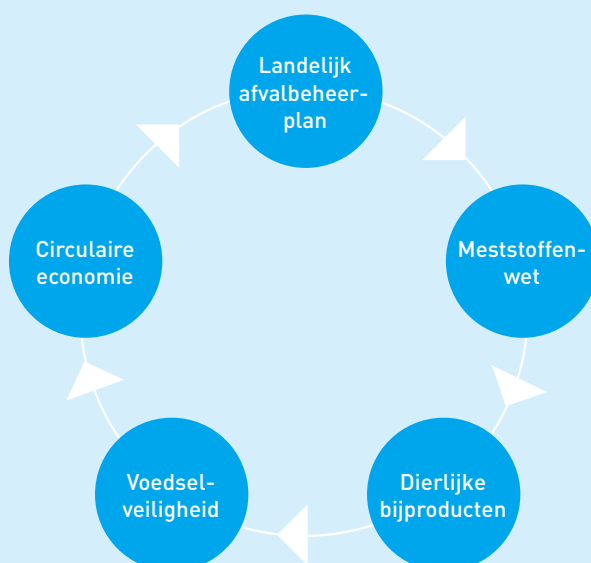 Landelijk
afvalbeheer-
plan
Meststoffen-
wet
Dierlijke
bijproducten
Voedsel-
veiligheid
Circulaire
economie